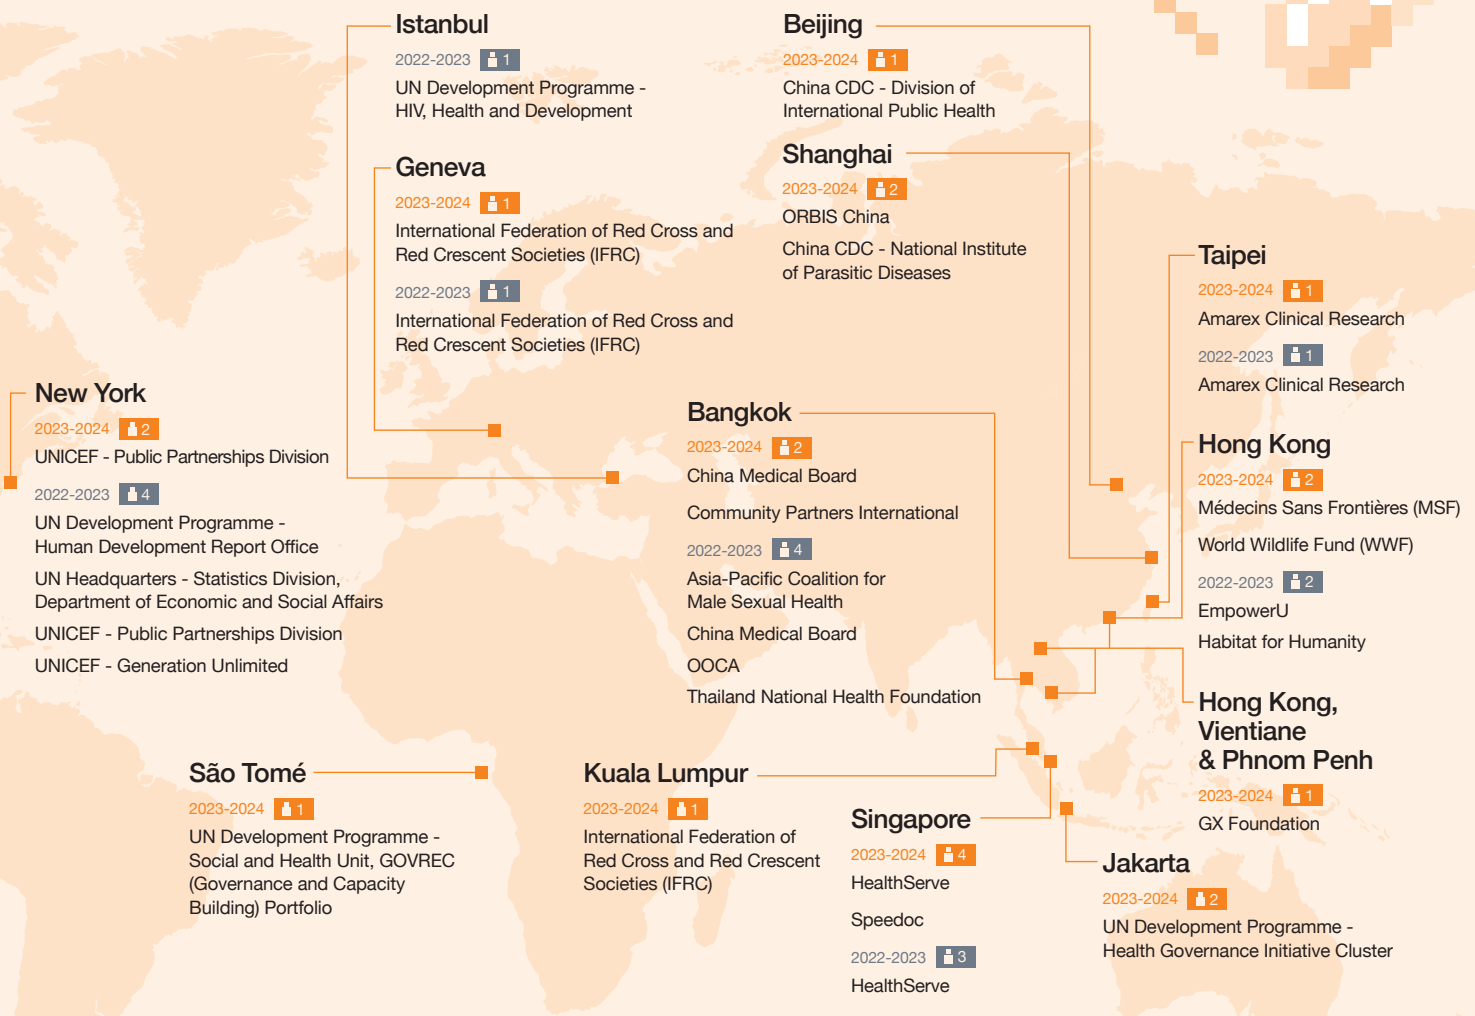 Istanbul
2022-2023 1
UN Development Programme -
HIV, Health and Development
Geneva
2023-2024 1
International Federation of Red Cross and
Red Crescent Societies (IFRC)
2022-2023 1
International Federation of Red Cross and
Red Crescent Societies (IFRC)
Beijing
2023-2024 1
China CDC - Division of
International Public Health
Shanghai
2023-2024 2
ORBIS China
China CDC - National Institute
of Parasitic Diseases
Taipei
2023-2024 1
Amarex Clinical Research
2022-2023 1
Amarex Clinical Research
New York
2023-2024 2
UNICEF - Public Partnerships Division
2022-2023 4
UN Development Programme -
Human Development Report Office
UN Headquarters - Statistics Division,
Department of Economic and Social Affairs
UNICEF - Public Partnerships Division
UNICEF - Generation Unlimited
Bangkok
2023-2024 2
China Medical Board
Community Partners International
2022-2023 4
Asia-Pacific Coalition for
Male Sexual Health
China Medical Board
OOCA
Thailand National Health Foundation
Hong Kong
2023-2024 2
Médecins Sans Frontières (MSF)
World Wildlife Fund (WWF)
2022-2023 2
EmpowerU
Habitat for Humanity
Hong Kong,
Vientiane
& Phnom Penh
2023-2024 1
GX Foundation
São Tomé
2023-2024 1
UN Development Programme -
Social and Health Unit, GOVREC
(Governance and Capacity
Building) Portfolio
Kuala Lumpur
2023-2024 1
International Federation of
Red Cross and Red Crescent
Societies (IFRC)
Singapore
2023-2024 4
HealthServe
Speedoc
2022-2023 3
HealthServe
Jakarta
2023-2024 2
UN Development Programme -
Health Governance Initiative Cluster